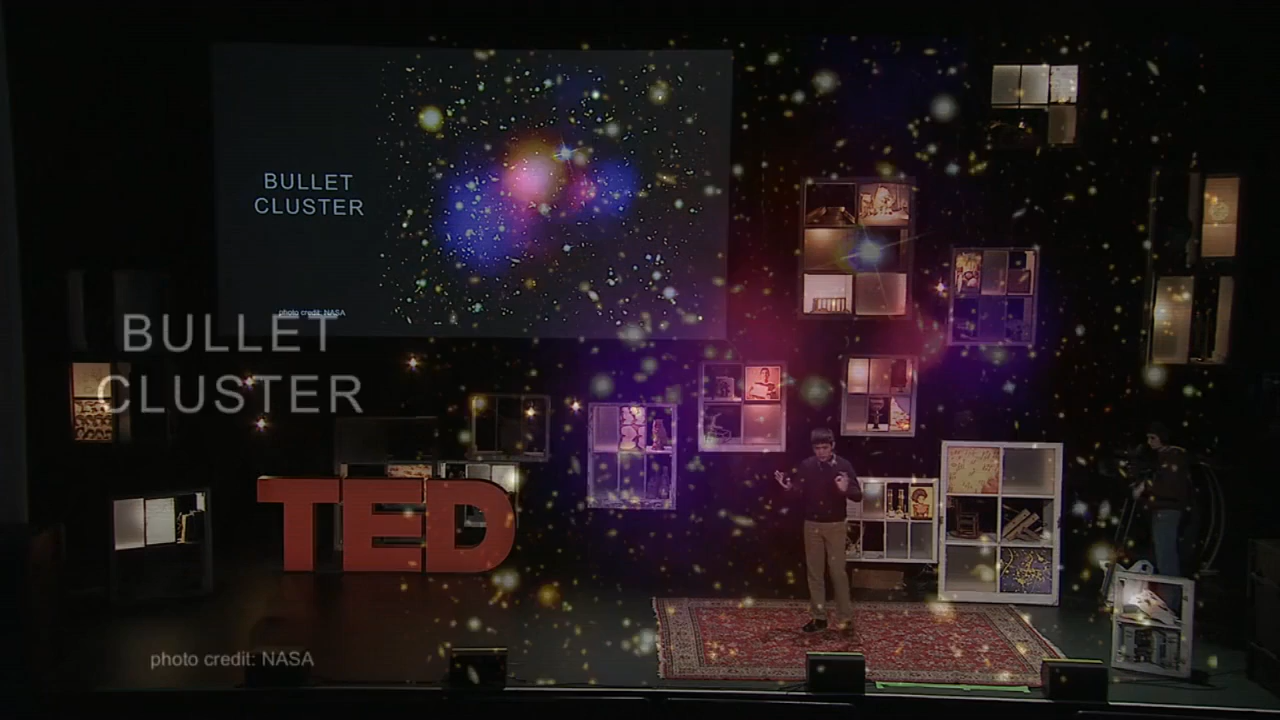 BULLET
CLUSTER
photo credit: NASA
BULLET
CLUSTER
TED
photo credit: NASA